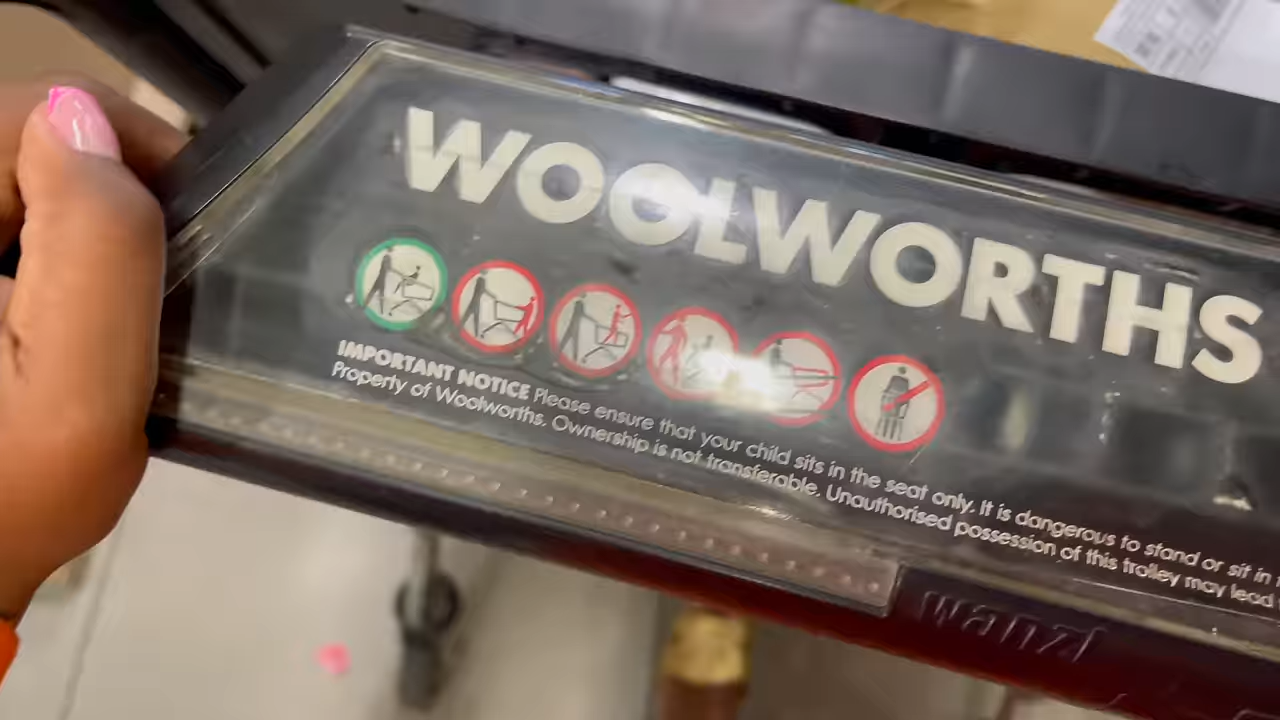 WOOLWORTHS
IMPORTANT NOTICE Please ensure that your child sits in the seat only. It is dangerous to stand or sit in
Property of Woolworths. Ownership is not transferable. Unauthorised possession of this trolley may lead
wanzl